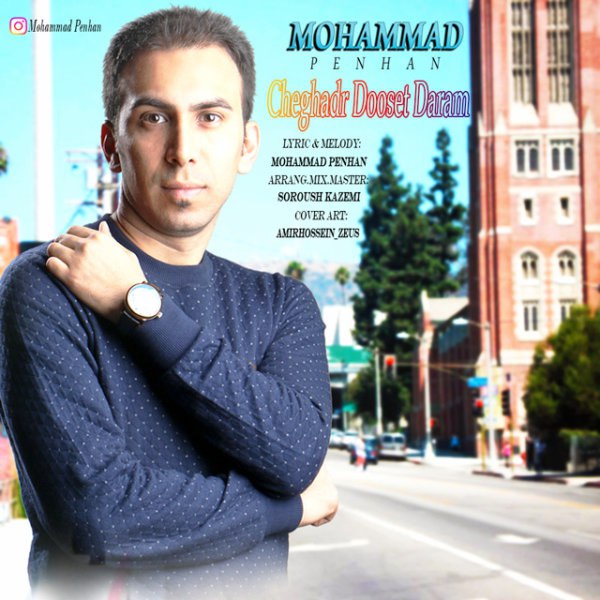 Mohammad Penhan
MOHAMMAD
PENHAN
Cheghadr Dooset Daram
LYRIC & MELODY:
MOHAMMAD PENHAN
ARRANG.MIX.MASTER:
SOROUSH KAZEMI
COVER ART:
AMIRHOSSEIN_ZEUS